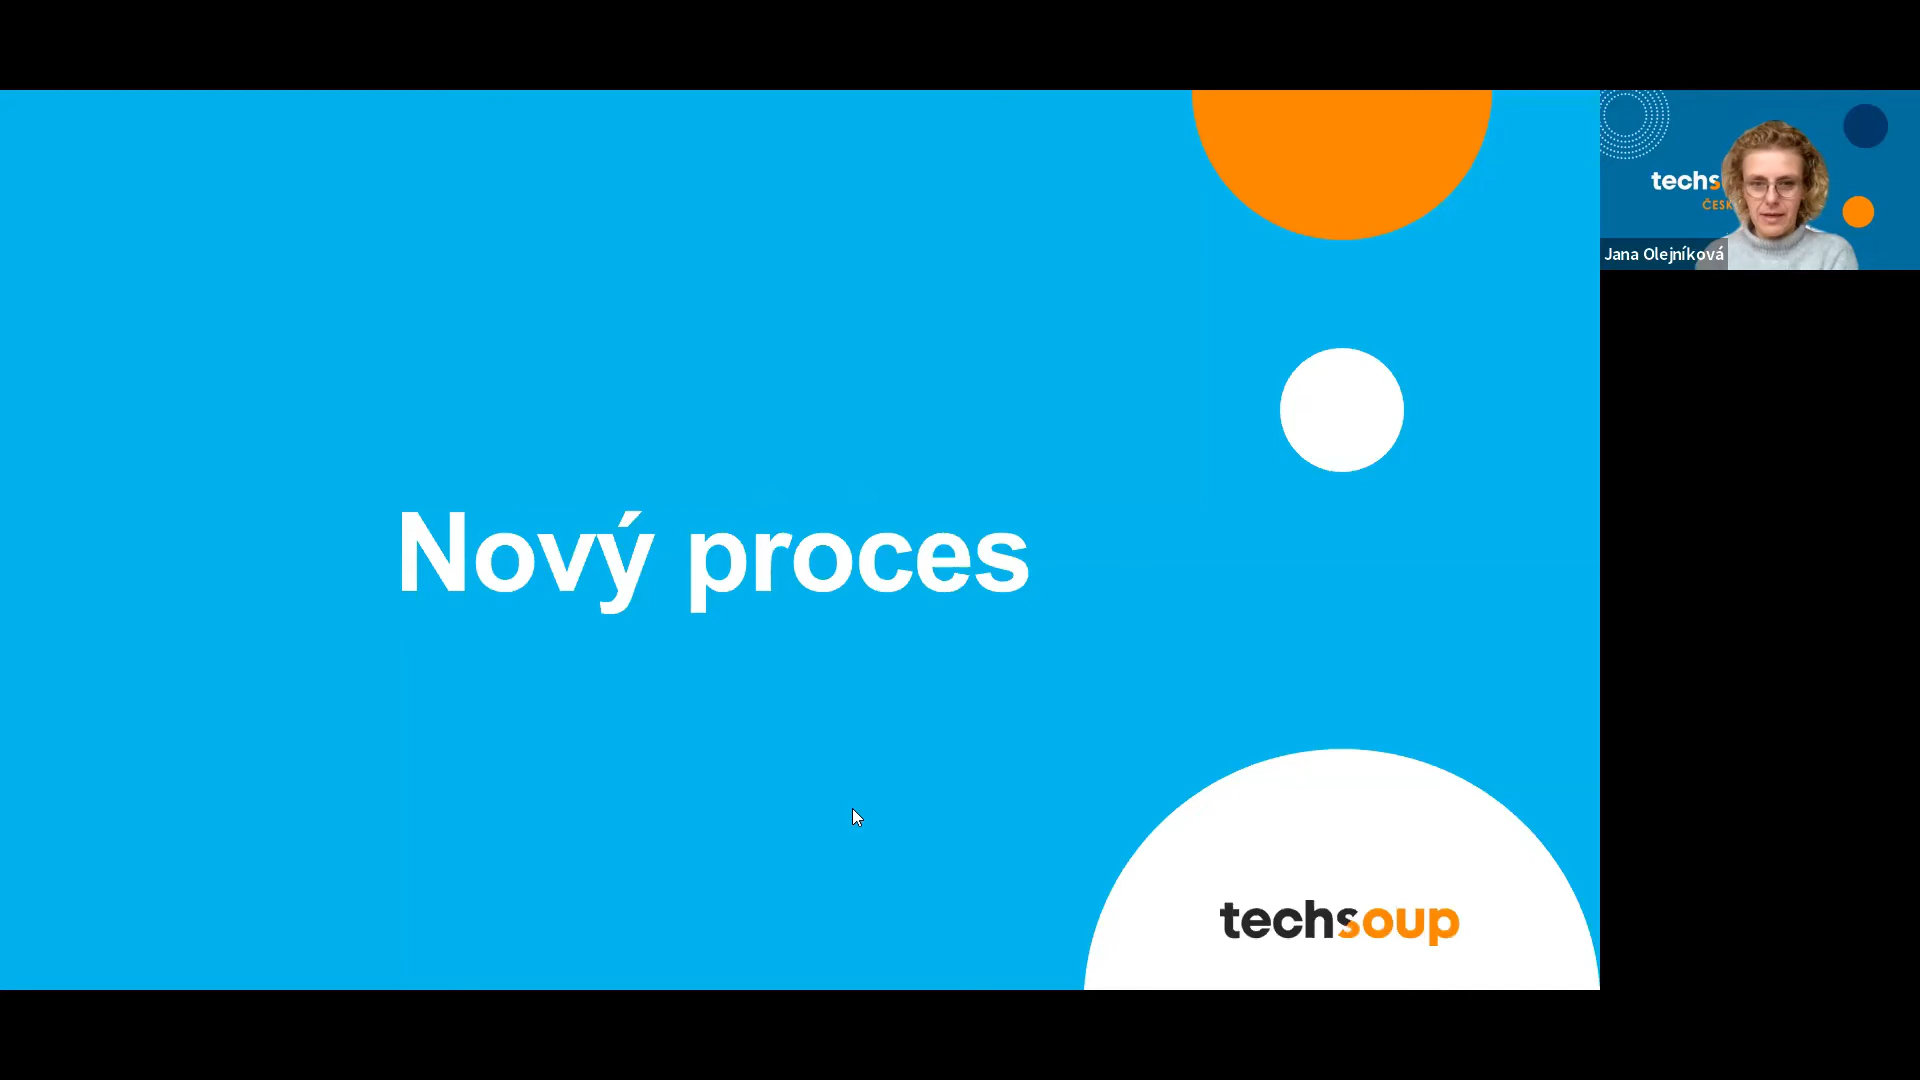 Nový proces
techsoup
techs
ČESK
Jana Olejníková